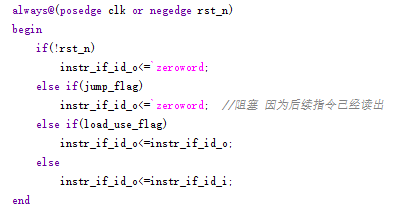 always@(posedge clk or negedge rst_n)
begin
if(!rst_n)
instr_if_id_o<=`zeroword;
else if(jump_flag)
instr_if_id_o<=`zeroword; //阻塞 因为后续指令已经读出
else if(load_use_flag)
instr_if_id_o<=instr_if_id_o;
else
instr_if_id_o<=instr_if_id_i;
end